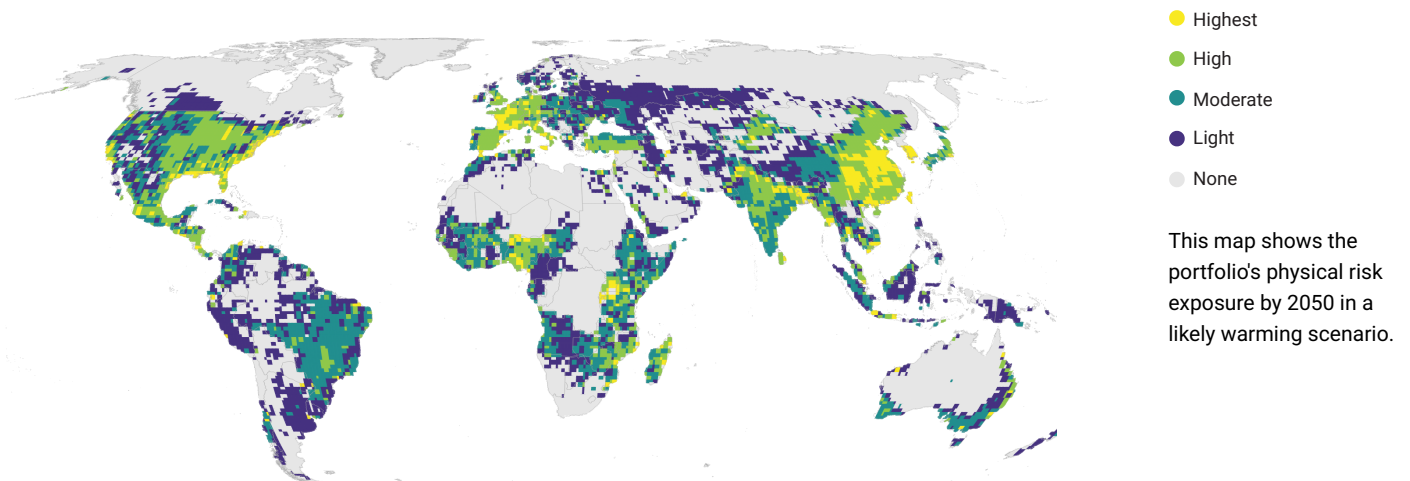 Highest
High
Moderate
Light
None
This map shows the
portfolio's physical risk
exposure by 2050 in a
likely warming scenario.